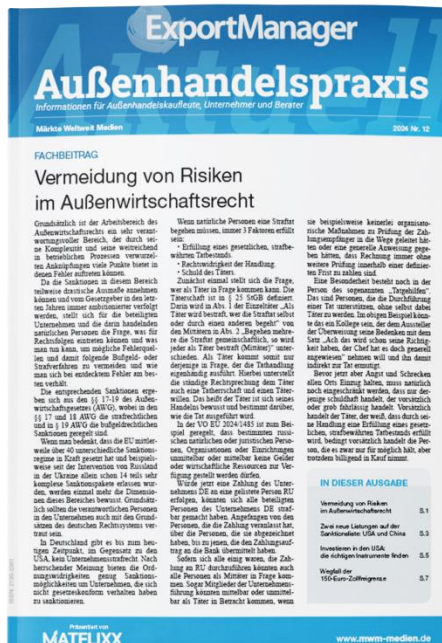 ExportManager
Aktuell
Außenhandelspraxis
Informationen für Außenhandelskaufleute, Unternehmer und Berater
Märkte Weltweit Medien
2024 Nr. 12
FACHBEITRAG
Vermeidung von Risiken
im Außenwirtschaftsrecht
Grundsätzlich ist der Arbeitsbereich des
Außenwirtschaftsrechts ein sehr verant-
wortungsvoller Bereich, der durch sei-
ne Komplexität und seine weitreichend
in betrieblichen Prozessen verwurzel-
ten Anknüpfungen viele Punkte bietet in
denen Fehler auftreten können.
Da die Sanktionen in diesem Bereich
teilweise drastische Ausmaße annehmen
können und vom Gesetzgeber in den letz-
ten Jahren immer ambitionierter verfolgt
werden, stellt sich für die beteiligten
Unternehmen und die darin handelnden
natürlichen Personen die Frage, was für
Rechtsfolgen eintreten können und was
man tun kann, um mögliche Fehlerquel-
len und damit folgende Bußgeld- oder
Strafverfahren zu vermeiden und wie
man sich bei entdeckten Fehlern am bes-
ten verhält.
Die entsprechenden Sanktionen erge-
ben sich aus den §§ 17-19 des Außen-
wirtschaftsgesetzes (AWG), wobei in den
§§ 17 und 18 AWG die strafrechtlichen
und in § 19 AWG die bußgeldrechtlichen
Sanktionen geregelt sind.
Wenn man bedenkt, dass die EU mittler-
weile über 40 unterschiedliche Sanktions-
regime in Kraft gesetzt hat und beispiels-
weise seit der Intervention von Russland
in der Ukraine allein schon 14 teils sehr
komplexe Sanktionspakete erlassen wur-
den, werden einmal mehr die Dimensio-
nen dieses Bereiches bewusst. Grundsätz-
lich sollten die verantwortlichen Personen
in den Unternehmen auch mit den Grund-
sätzen des deutschen Rechtsystems ver-
traut sein.
In Deutschland gibt es bis zum heu-
tigen Zeitpunkt, im Gegensatz zu den
USA, kein Unternehmensstrafrecht. Nach
herrschender Meinung bieten die Ord-
nungswidrigkeiten genug Sanktions-
möglichkeiten um Unternehmen, die sich
nicht gesetzeskonform verhalten haben
zu sanktionieren.
Wenn natürliche Personen eine Straftat
begehen müssen, immer 3 Faktoren erfüllt
sein:
• Erfüllung eines gesetzlichen, strafbe-
währten Tatbestands.
• Rechtswidrigkeit der Handlung.
• Schuld des Täters.
Zunächst einmal stellt sich die Frage,
wer als Täter in Frage kommen kann. Die
Täterschaft ist in § 25 StGB definiert.
Darin wird in Abs. 1 der Einzeltäter „Als
Täter wird bestraft, wer die Straftat selbst
oder durch einen anderen begeht“ von
den Mittätern in Abs. 2 „Begehen mehre-
re die Straftat gemeinschaftlich, so wird
jeder als Täter bestraft (Mittäter)“ unter-
schieden. Als Täter kommt somit nur
derjenige in Frage, der die Tathandlung
eigenhändig ausführt. Hierbei unterstellt
die ständige Rechtsprechung dem Täter
auch eine Tatherrschaft und einen Täter-
willen. Das heißt der Täter ist sich seines
Handelns bewusst und bestimmt darüber,
wie die Tat ausgeführt wird.
In der VO EU 2024/1485 ist zum Bei-
spiel geregelt, dass bestimmten russi-
schen natürlichen oder juristischen Perso-
nen, Organisationen oder Einrichtungen
unmittelbar oder mittelbar keine Gelder
oder wirtschaftliche Ressourcen zur Ver-
fügung gestellt werden dürfen.
Würde jetzt eine Zahlung des Unter-
nehmens DE an eine gelistete Person RU
erfolgen, könnten sich alle beteiligten
Personen des Unternehmens DE straf-
bar gemacht haben. Angefangen von den
Personen, die die Zahlung veranlasst hat,
über die Personen, die sie abgezeichnet
haben, bis zu jenen, die den Zahlungsauf-
trag an die Bank übermittelt haben.
Sofern sich alle einig waren, die Zah-
lung an RU durchzuführen könnten auch
alle Personen als Mittäter in Frage kom-
men. Sogar Mitglieder der Unternehmens-
führung könnten mittelbar oder unmittel-
bar als Täter in Betracht kommen, wenn
sie beispielsweise keinerlei organisato-
rische Maßnahmen zu Prüfung der Zah-
lungsempfänger in die Wege geleitet hät-
ten oder eine generelle Anweisung gege-
ben hätten, dass Rechnung immer ohne
weitere Prüfung innerhalb einer definier-
ten Frist zu zahlen sind.
Eine Besonderheit besteht noch in der
Person des sogenannten „Tatgehilfen“.
Das sind Personen, die die Durchführung
einer Tat unterstützen, ohne selbst dabei
Täter zu werden. Im obigen Beispiel könn-
te das ein Kollege sein, der dem Aussteller
der Überweisung seine Bedenken mit dem
Satz „Ach das wird schon seine Richtig-
keit haben, der Chef hat es doch genau so
angewiesen“ nehmen will und ihn damit
indirekt zur Tat ermutigt.
Bevor jetzt aber Angst und Schrecken
allen Orts Einzug halten, muss natürlich
noch eingeschränkt werden, dass nur der-
jenige schuldhaft handelt, der vorsätzlich
oder grob fahrlässig handelt. Vorsätzlich
handelt der Täter, der weiß, dass durch sei-
ne Handlung eine Erfüllung eines gesetz-
lichen, strafbewährten Tatbestands erfüllt
wird, bedingt vorsätzlich handelt die Per-
son, die es zwar nur für möglich hält, aber
trotzdem billigend in Kauf nimmt.
IN DIESER AUSGABE
Vermeidung von Risiken
im Außenwirtschaftsrecht S.1
Zwei neue Listungen auf der
Sanktionsliste: USA und China S.3
Investieren in den USA:
die richtigen Instrumente finden S.5
Wegfall der
150-Euro-Zollfreigrenze S.7
Präsentiert von
MATFLIXX
www.mwm-medien.de